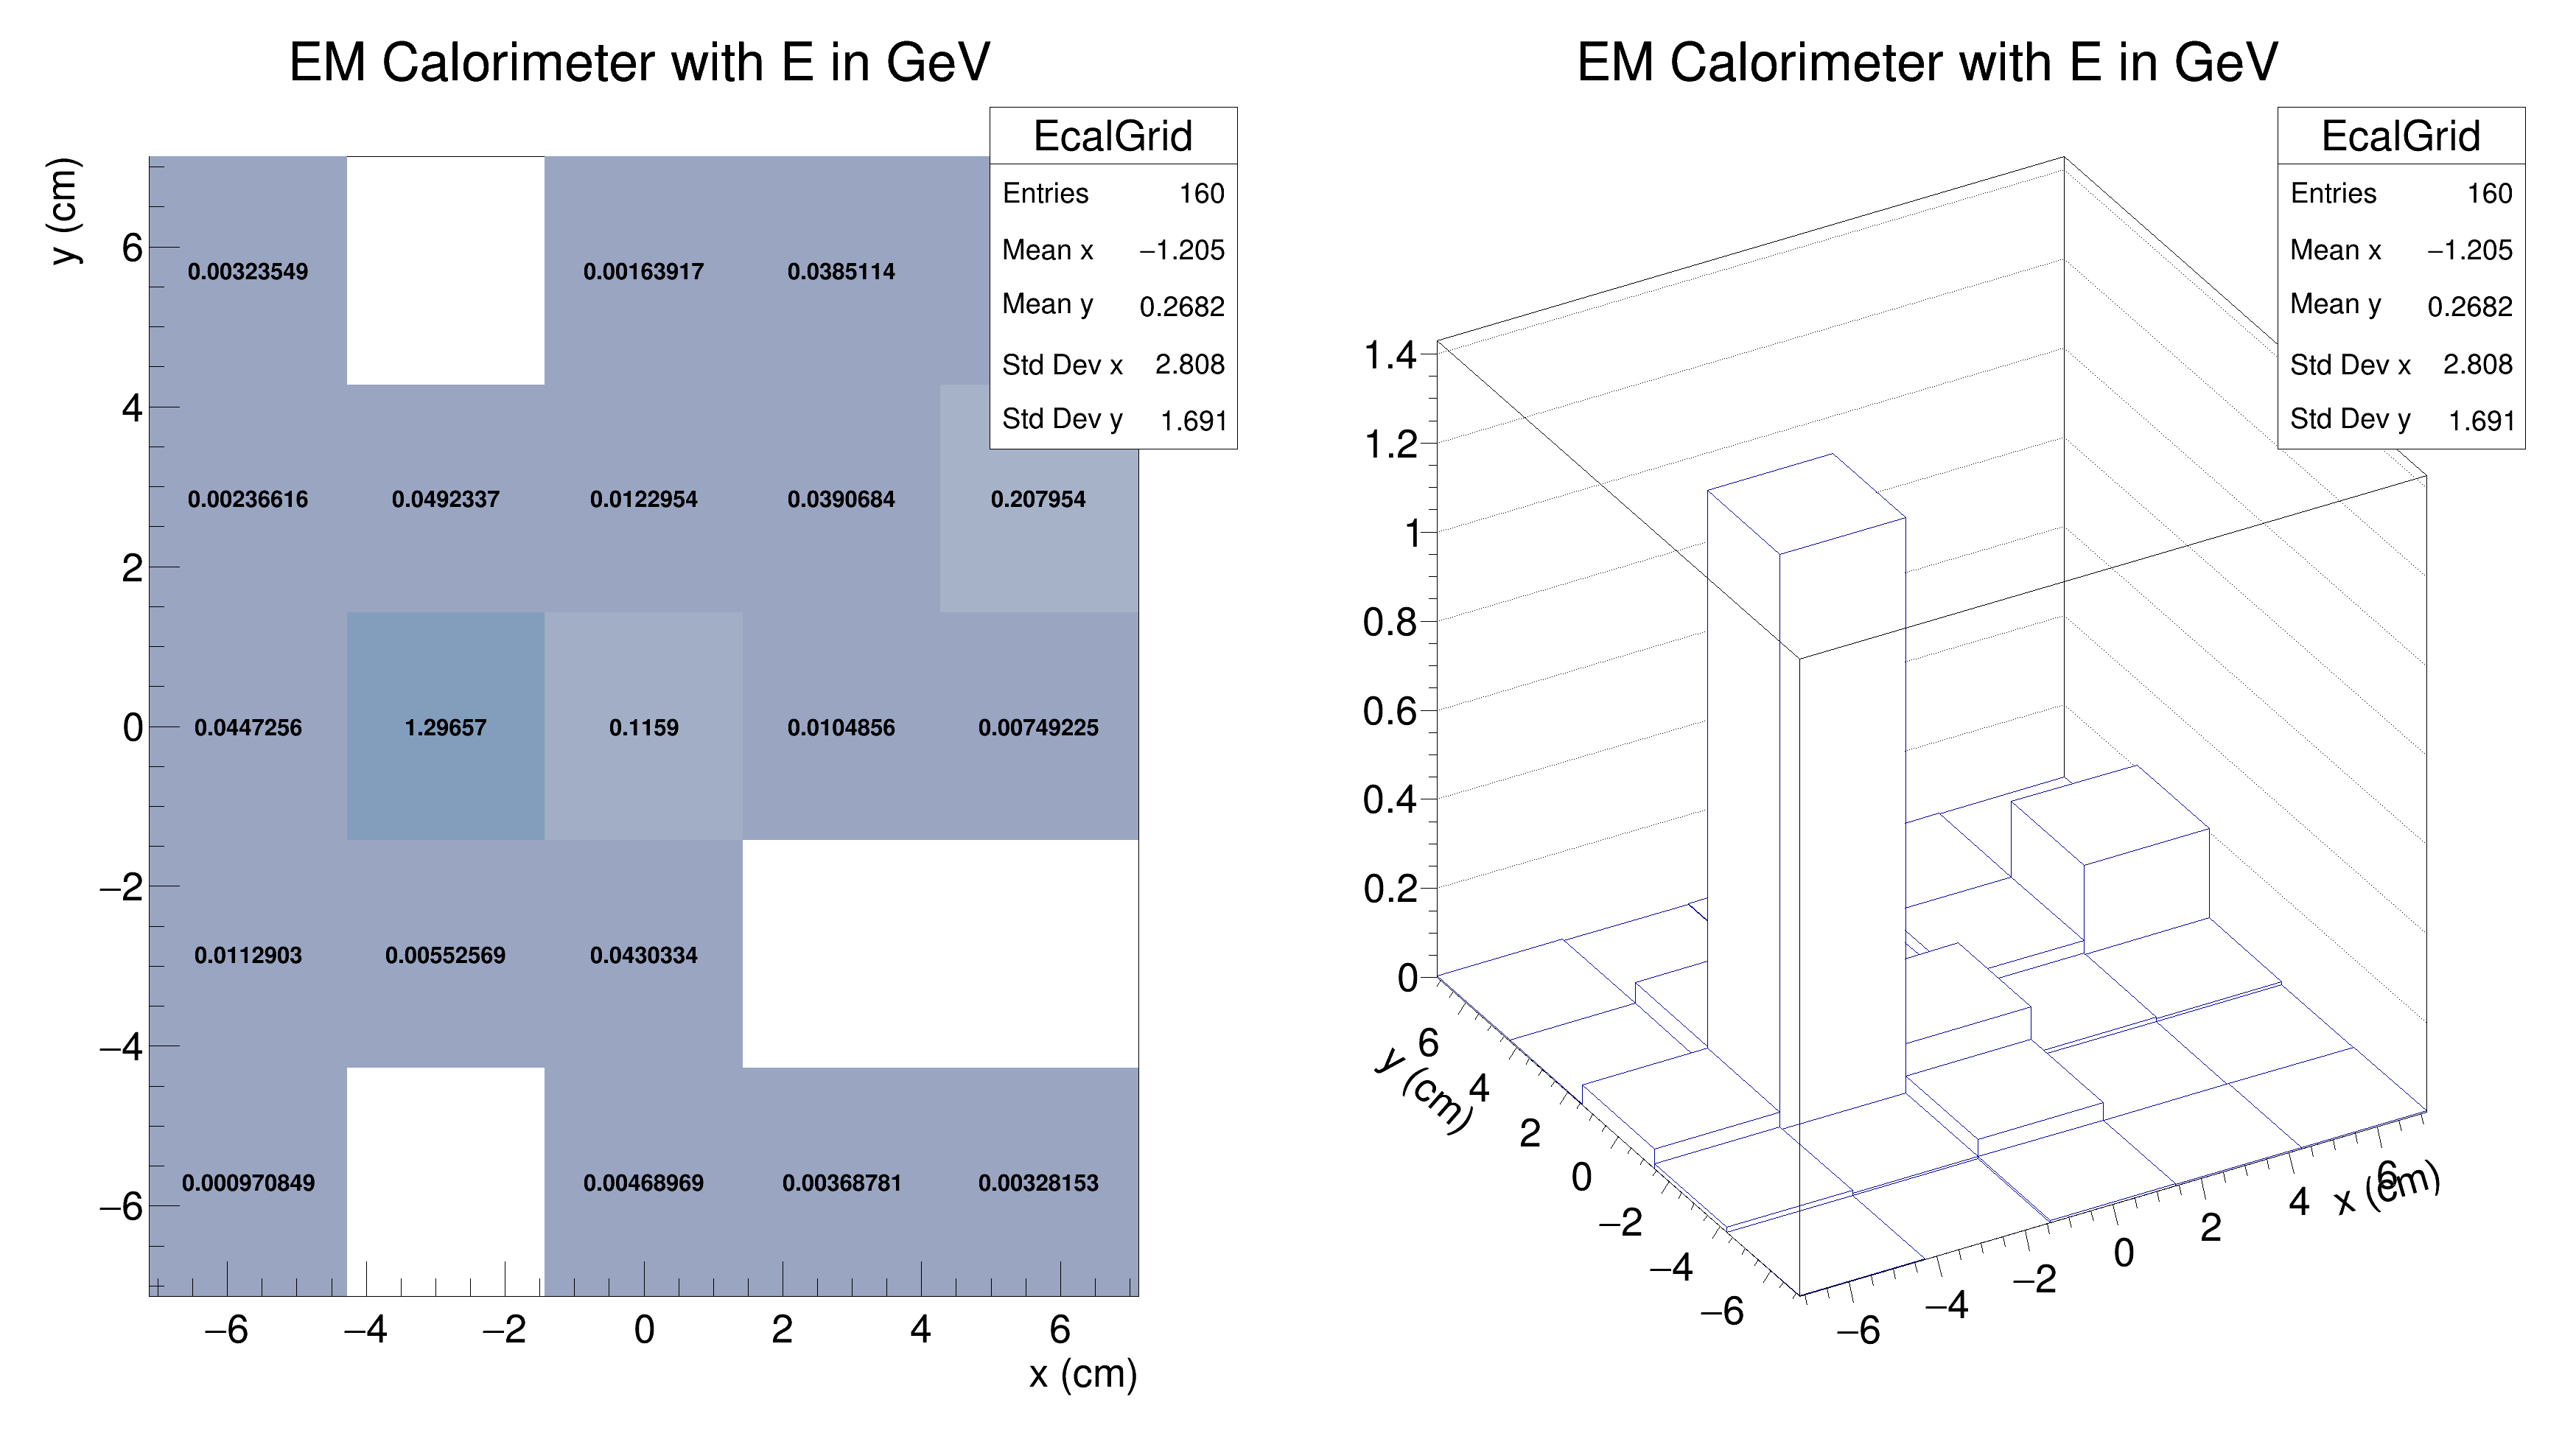 EM Calorimeter with E in GeV
EcalGrid
Entries 160
Mean x −1.205
Mean y 0.2682
Std Dev x 2.808
Std Dev y 1.691
y (cm)
6
4
2
0
−2
−4
−6
0.00323549 0.00163917 0.0385114
0.00236616 0.0492337 0.0122954 0.0390684 0.207954
0.0447256 1.29657 0.1159 0.0104856 0.00749225
0.0112903 0.00552569 0.0430334
0.000970849 0.00468969 0.00368781 0.00328153
−6 −4 −2 0 2 4 6
x (cm)
EM Calorimeter with E in GeV
EcalGrid
Entries 160
Mean x −1.205
Mean y 0.2682
Std Dev x 2.808
Std Dev y 1.691
1.4
1.2
1
0.8
0.6
0.4
0.2
0
y (cm)
6
4
2
0
−2
−4
−6
−6
−4
−2
0
2
4
6
x (cm)